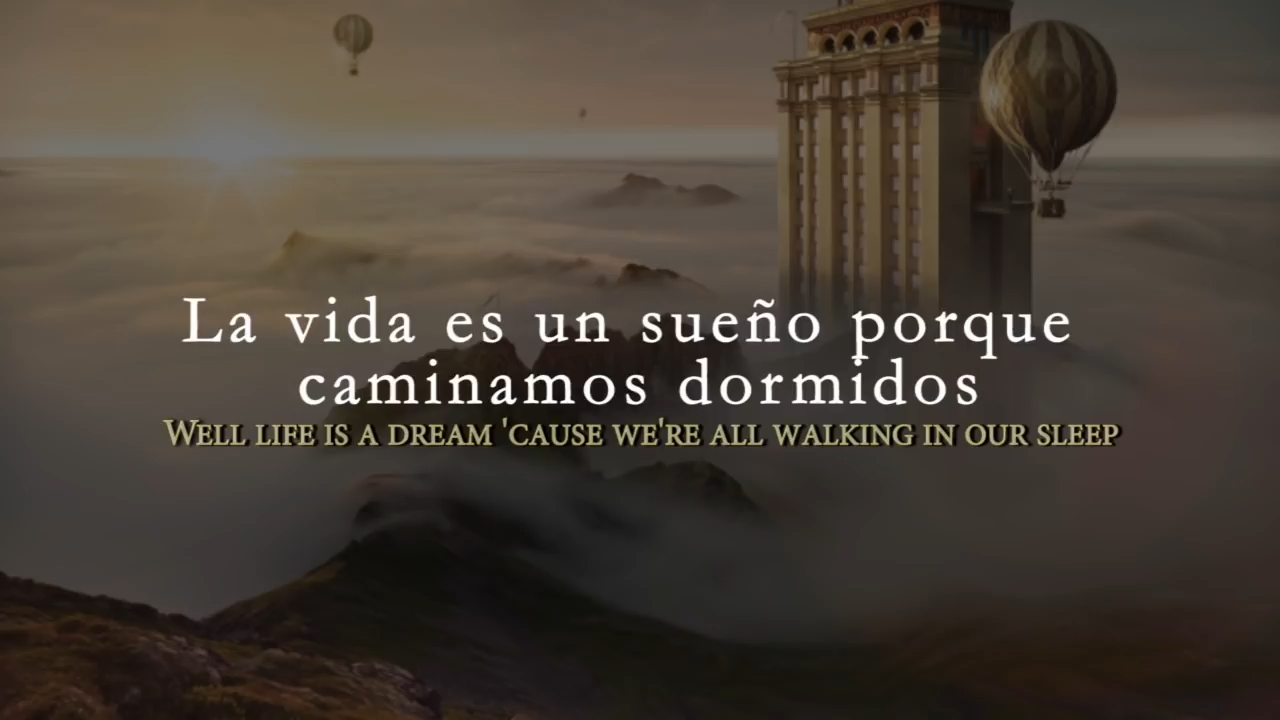 La vida es un sueño porque
caminamos dormidos
WELL LIFE IS A DREAM 'CAUSE WE'RE ALL WALKING IN OUR SLEEP